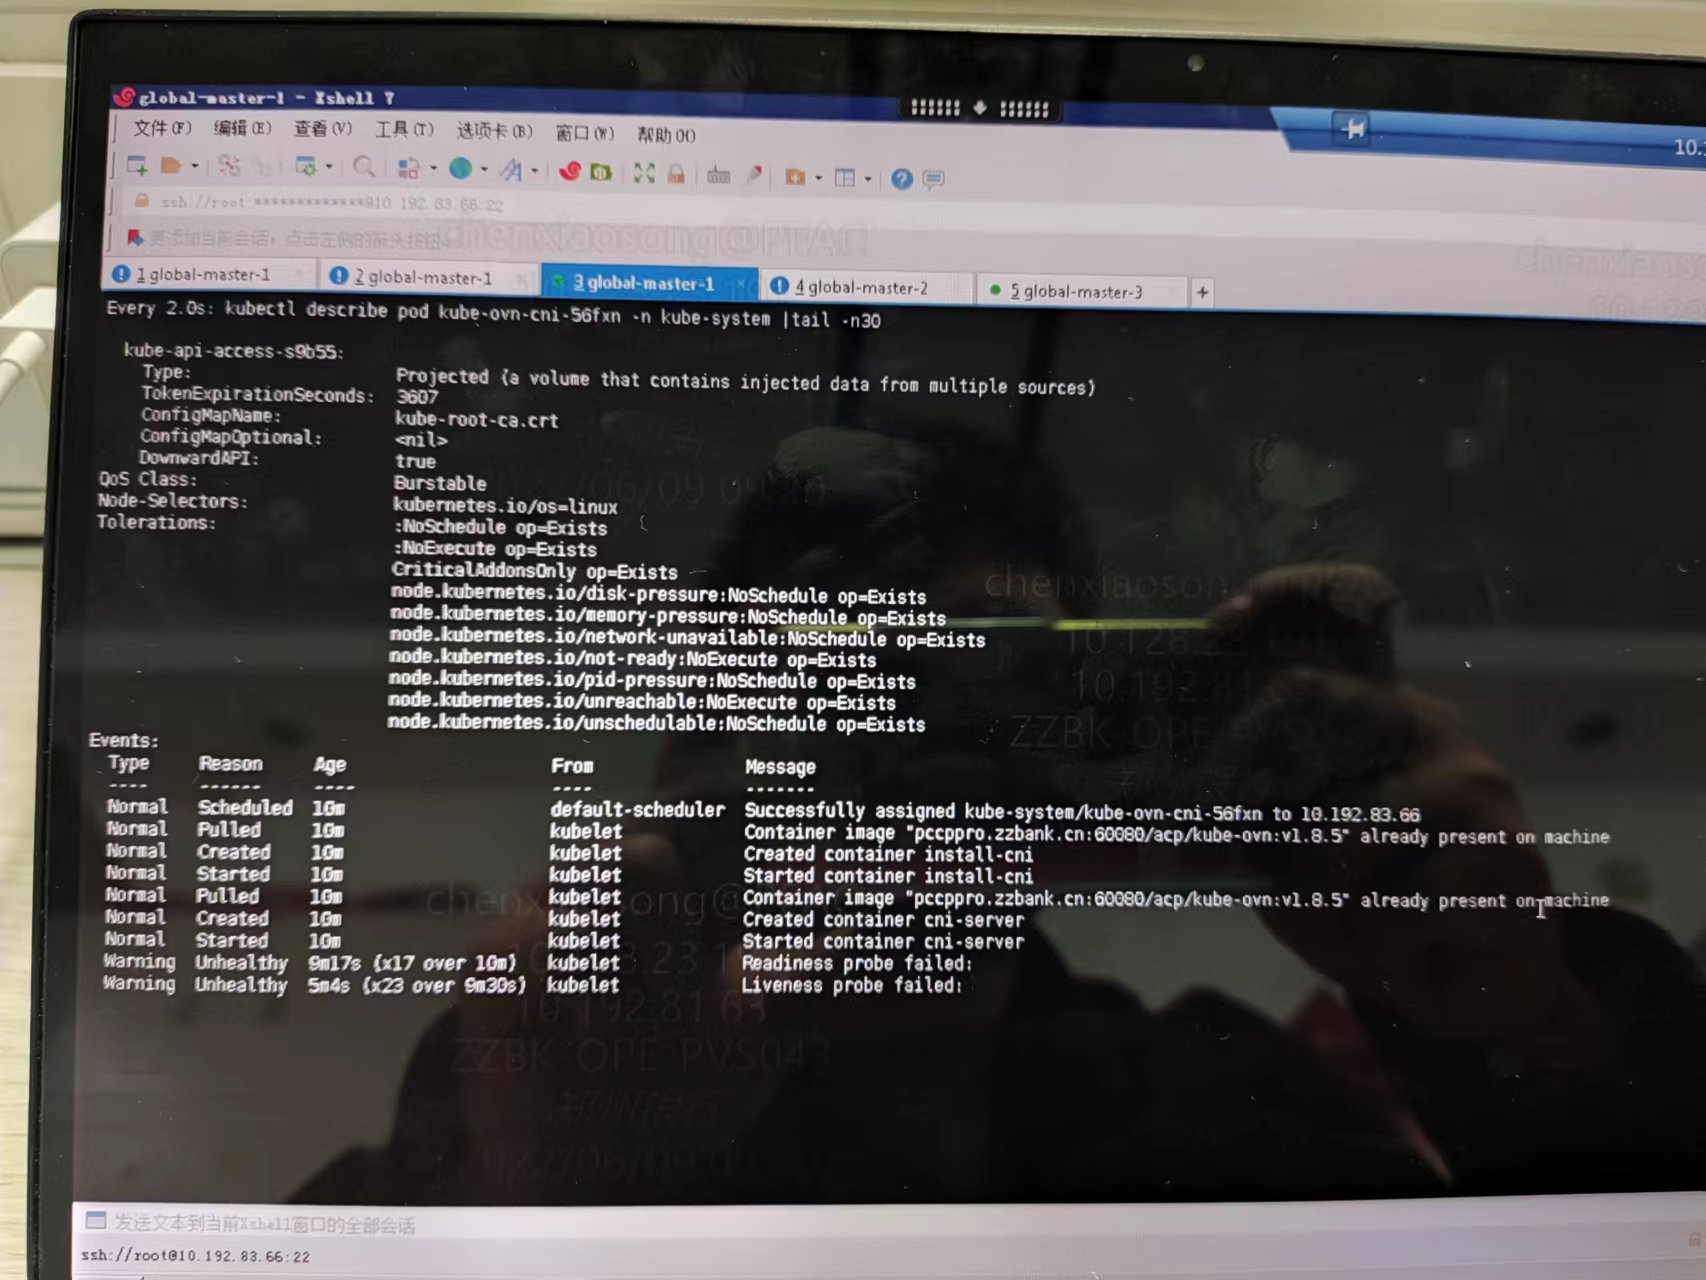 global-master-1 - Xshell 7
文件(F) 编辑(E) 查看(V) 工具(T) 选项卡(B) 窗口(W) 帮助(H)
10.
ssh://root:*************@10.192.83.66:22
要添加当前会话，点击左侧的箭头按钮。
1 global-master-1 2 global-master-1 3 global-master-1 × 4 global-master-2 5 global-master-3 +
Every 2.0s: kubectl describe pod kube-ovn-cni-56fxn -n kube-system |tail -n30
kube-api-access-s9b55:
Type: Projected (a volume that contains injected data from multiple sources)
TokenExpirationSeconds: 3607
ConfigMapName: kube-root-ca.crt
ConfigMapOptional: <nil>
DownwardAPI: true
QoS Class: Burstable
Node-Selectors: kubernetes.io/os=linux
Tolerations: :NoSchedule op=Exists
:NoExecute op=Exists
CriticalAddonsOnly op=Exists
node.kubernetes.io/disk-pressure:NoSchedule op=Exists
node.kubernetes.io/memory-pressure:NoSchedule op=Exists
node.kubernetes.io/network-unavailable:NoSchedule op=Exists
node.kubernetes.io/not-ready:NoExecute op=Exists
node.kubernetes.io/pid-pressure:NoSchedule op=Exists
node.kubernetes.io/unreachable:NoExecute op=Exists
node.kubernetes.io/unschedulable:NoSchedule op=Exists
Events:
Type Reason Age From Message
---- ------ ---- ---- -------
Normal Scheduled 10m default-scheduler Successfully assigned kube-system/kube-ovn-cni-56fxn to 10.192.83.66
Normal Pulled 10m kubelet Container image "pccppro.zzbank.cn:60080/acp/kube-ovn:v1.8.5" already present on machine
Normal Created 10m kubelet Created container install-cni
Normal Started 10m kubelet Started container install-cni
Normal Pulled 10m kubelet Container image "pccppro.zzbank.cn:60080/acp/kube-ovn:v1.8.5" already present on machine
Normal Created 10m kubelet Created container cni-server
Normal Started 10m kubelet Started container cni-server
Warning Unhealthy 9m17s (x17 over 10m) kubelet Readiness probe failed:
Warning Unhealthy 5m4s (x23 over 9m30s) kubelet Liveness probe failed:
发送文本到当前Xshell窗口的全部会话
ssh://root@10.192.83.66:22